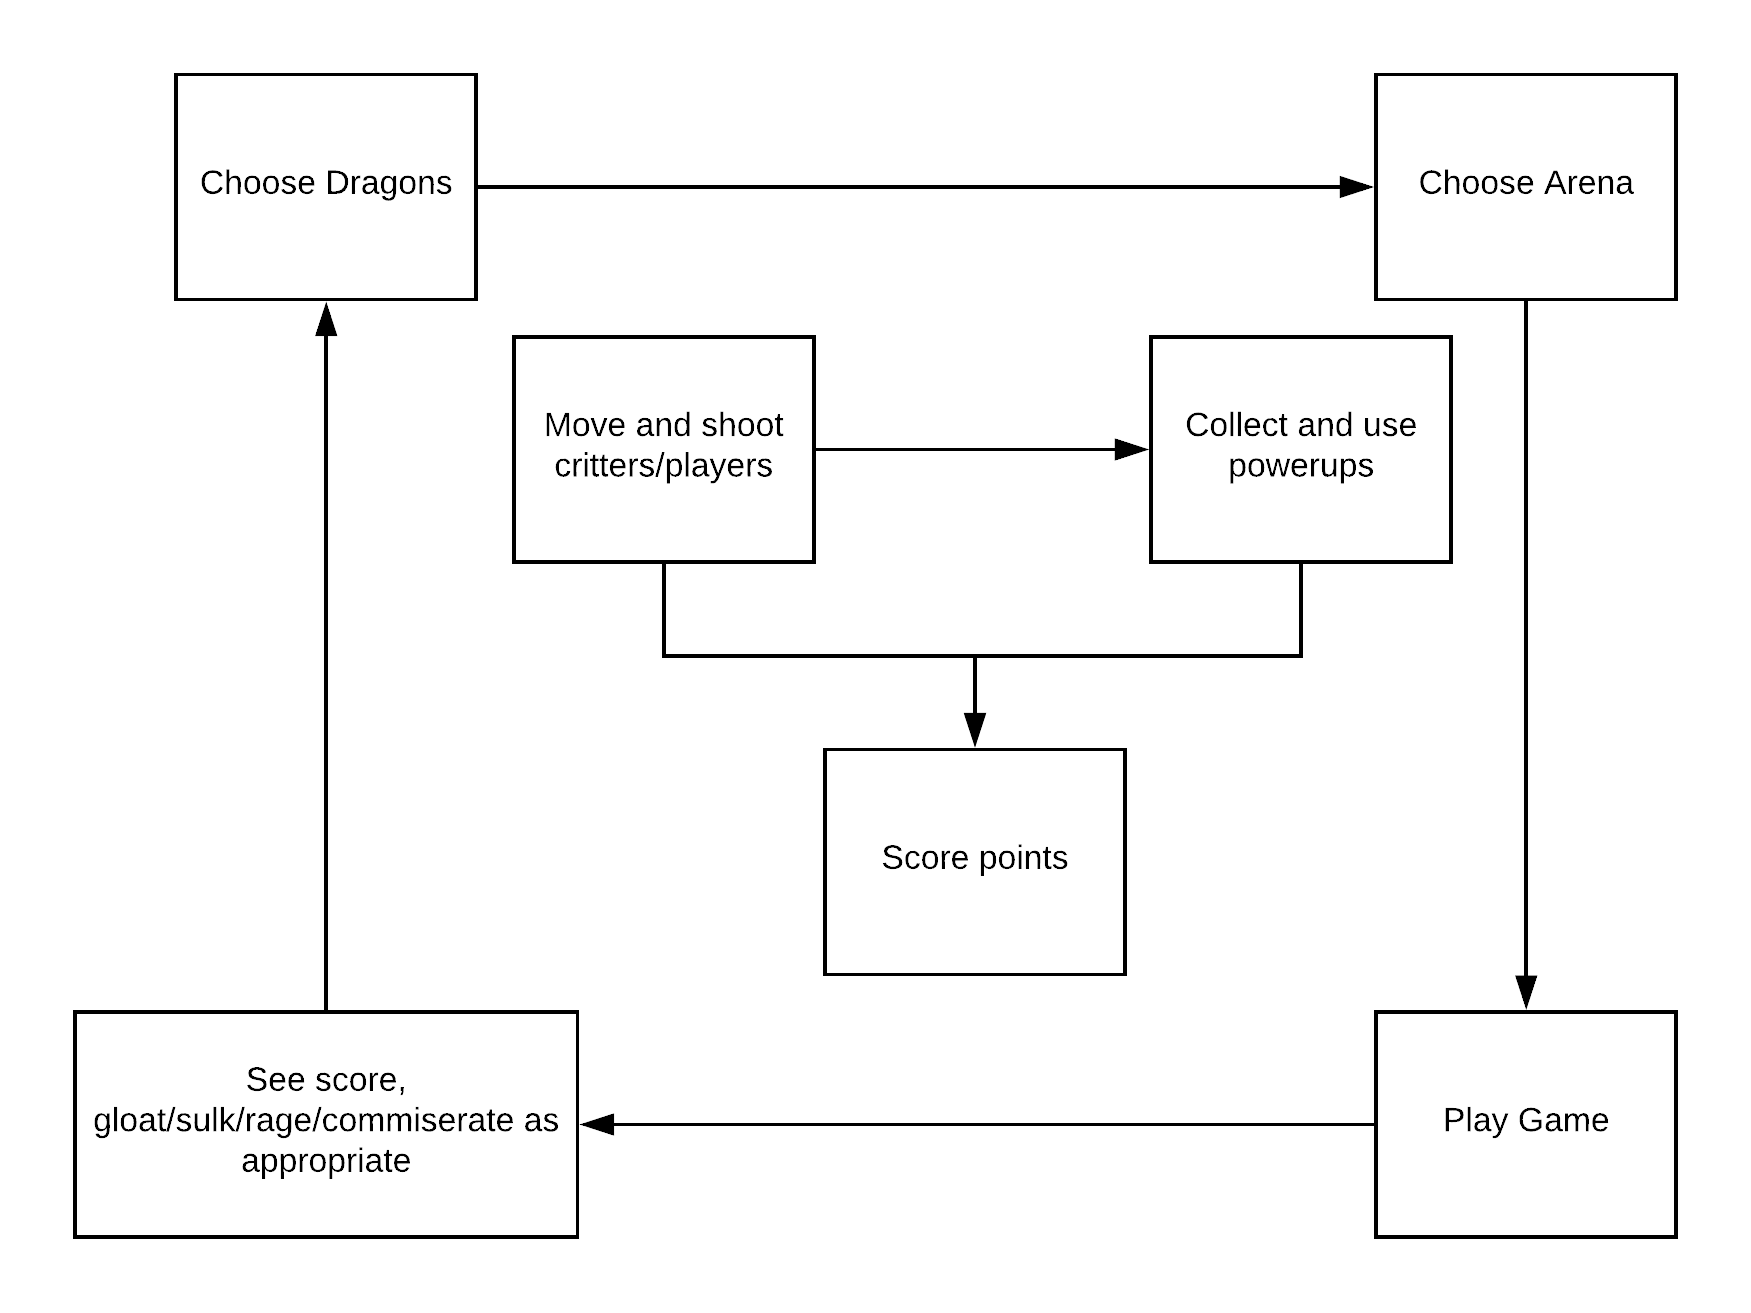 Choose Dragons
Choose Arena
Move and shoot
critters/players
Collect and use
powerups
Score points
See score,
gloat/sulk/rage/commiserate as
appropriate
Play Game